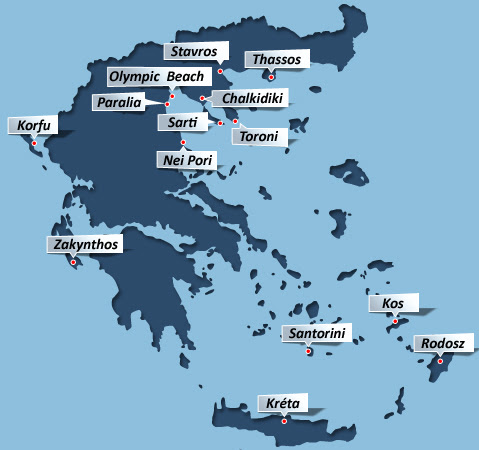 Stavros
Thassos
Olympic Beach
Paralia
Chalkidiki
Sarti
Toroni
Korfu
Nei Pori
Zakynthos
Kos
Santorini
Rodosz
Kréta